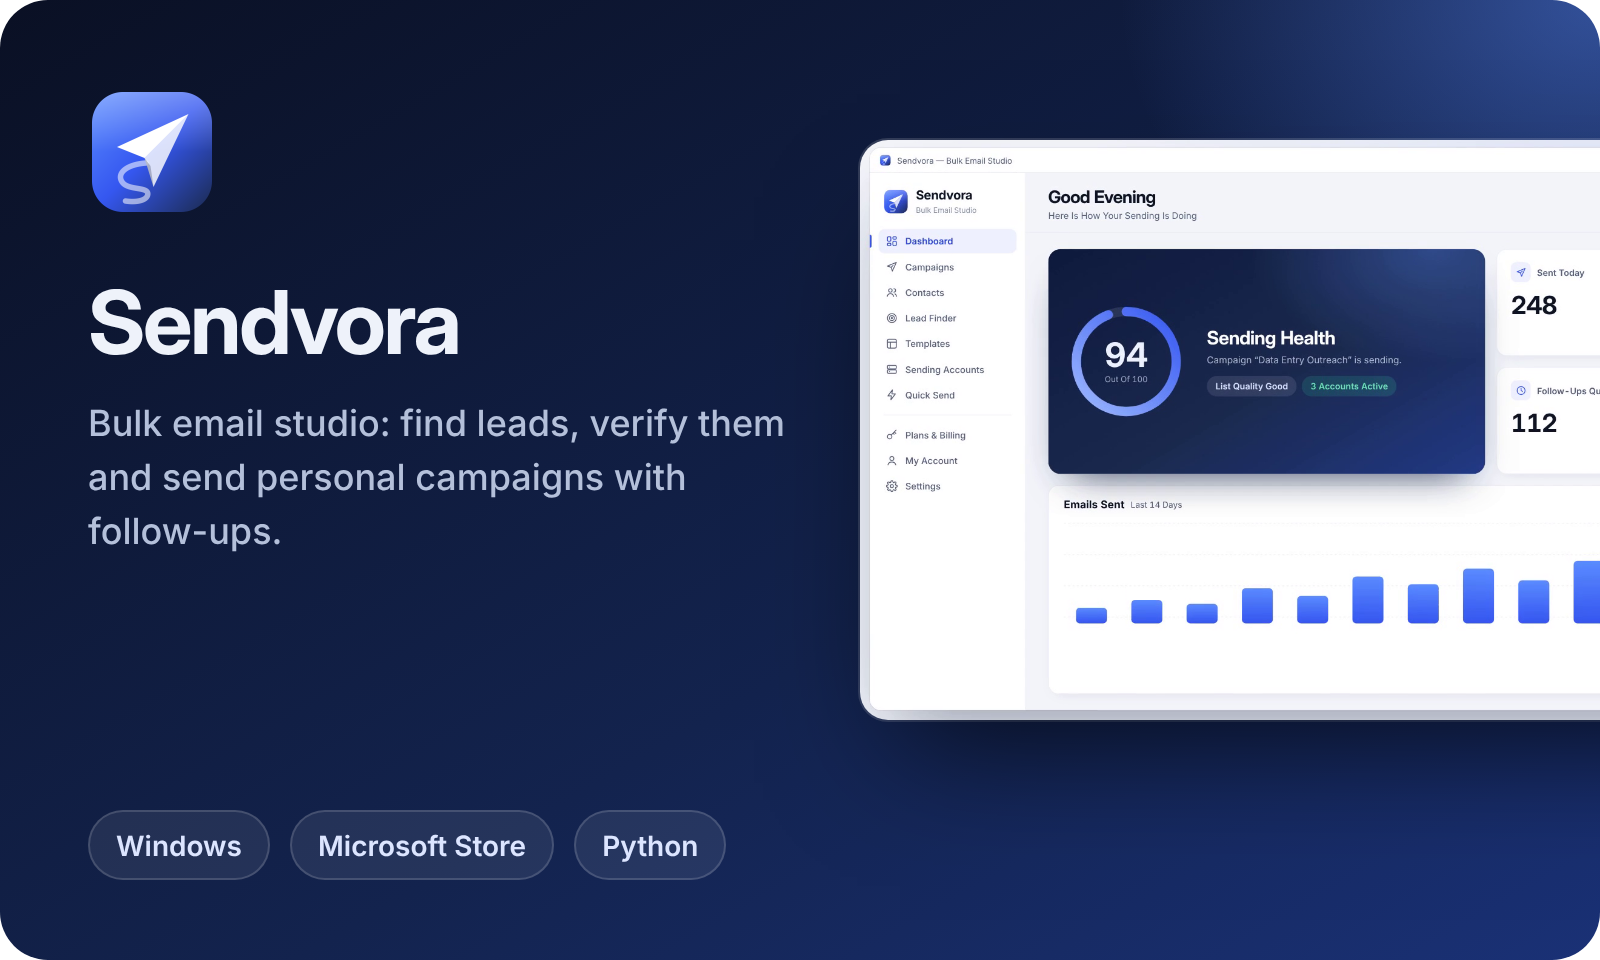 Sendvora
Bulk email studio: find leads, verify them
and send personal campaigns with
follow-ups.
Windows
Microsoft Store
Python
Sendvora — Bulk Email Studio
Sendvora
Bulk Email Studio
Dashboard
Campaigns
Contacts
Lead Finder
Templates
Sending Accounts
Quick Send
Plans & Billing
My Account
Settings
Good Evening
Here Is How Your Sending Is Doing
94
Out Of 100
Sending Health
Campaign “Data Entry Outreach” is sending.
List Quality Good
3 Accounts Active
Sent Today
248
Follow-Ups Qu
112
Emails Sent
Last 14 Days